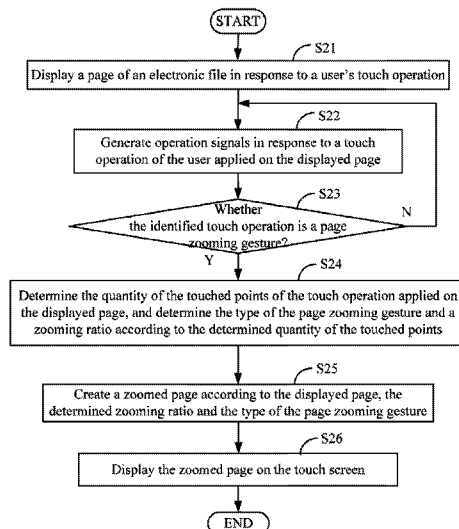 START
S21
Display a page of an electronic file in response to a user's touch operation
S22
Generate operation signals in response to a touch
operation of the user applied on the displayed page
S23
Whether
the identified touch operation is a page
zooming gesture?
N
Y
S24
Determine the quantity of the touched points of the touch operation applied on
the displayed page, and determine the type of the page zooming gesture and a
zooming ratio according to the determined quantity of the touched points
S25
Create a zoomed page according to the displayed page, the
determined zooming ratio and the type of the page zooming gesture
S26
Display the zoomed page on the touch screen
END